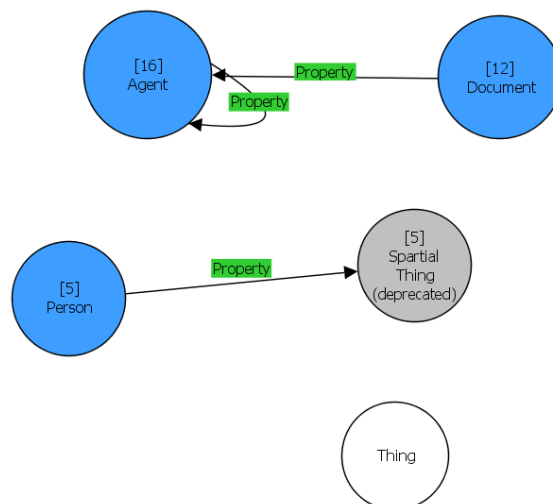 [16]
Agent
Property
Property
[12]
Document
[5]
Person
Property
[5]
Spartial
Thing
(deprecated)
Thing